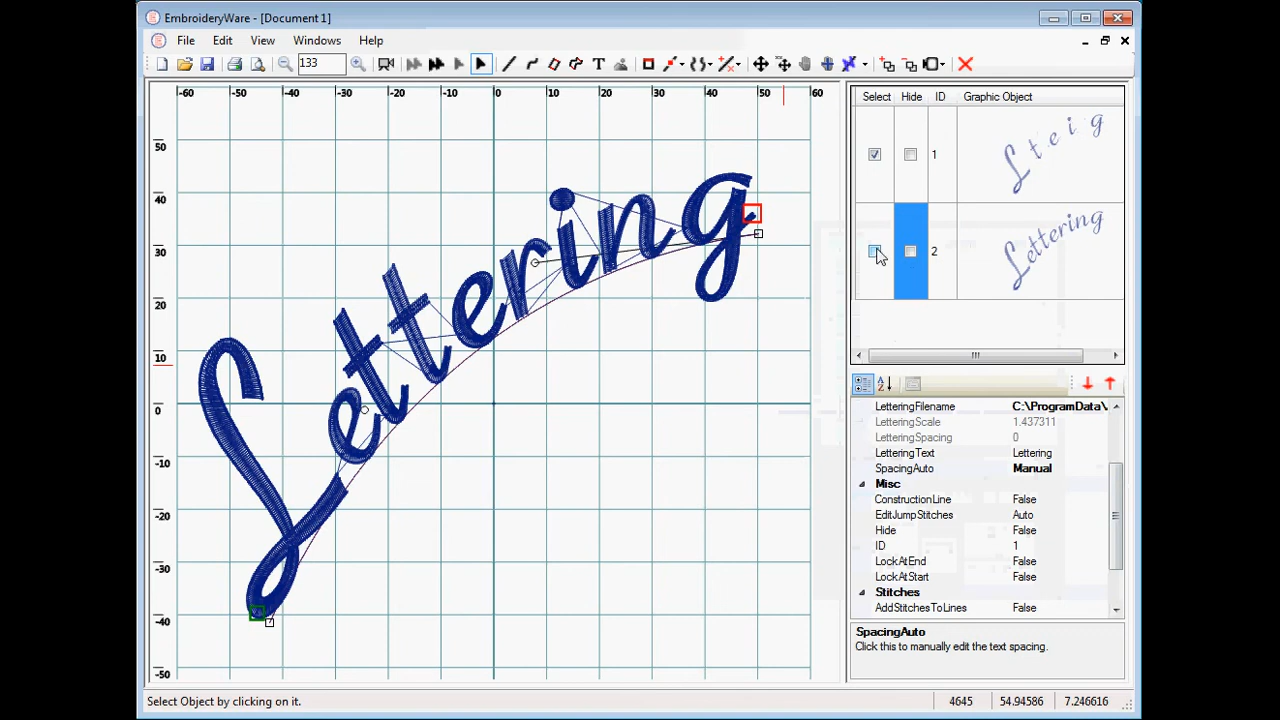 EmbroideryWare - [Document 1]
File Edit View Windows Help
133
-60 -50 -40 -30 -20 -10 0 10 20 30 40 50 60
50
40
30
20
10
0
-10
-20
-30
-40
-50
Lettering
Select Hide ID Graphic Object
1 L t e i g
2 Lettering
LetteringFilename C:\ProgramData\
LetteringScale 1.437311
LetteringSpacing 0
LetteringText Lettering
SpacingAuto Manual
Misc
ConstructionLine False
EditJumpStitches Auto
Hide False
ID 1
LockAtEnd False
LockAtStart False
Stitches
AddStitchesToLines False
SpacingAuto
Click this to manually edit the text spacing.
Select Object by clicking on it. 4645 54.94586 7.246616